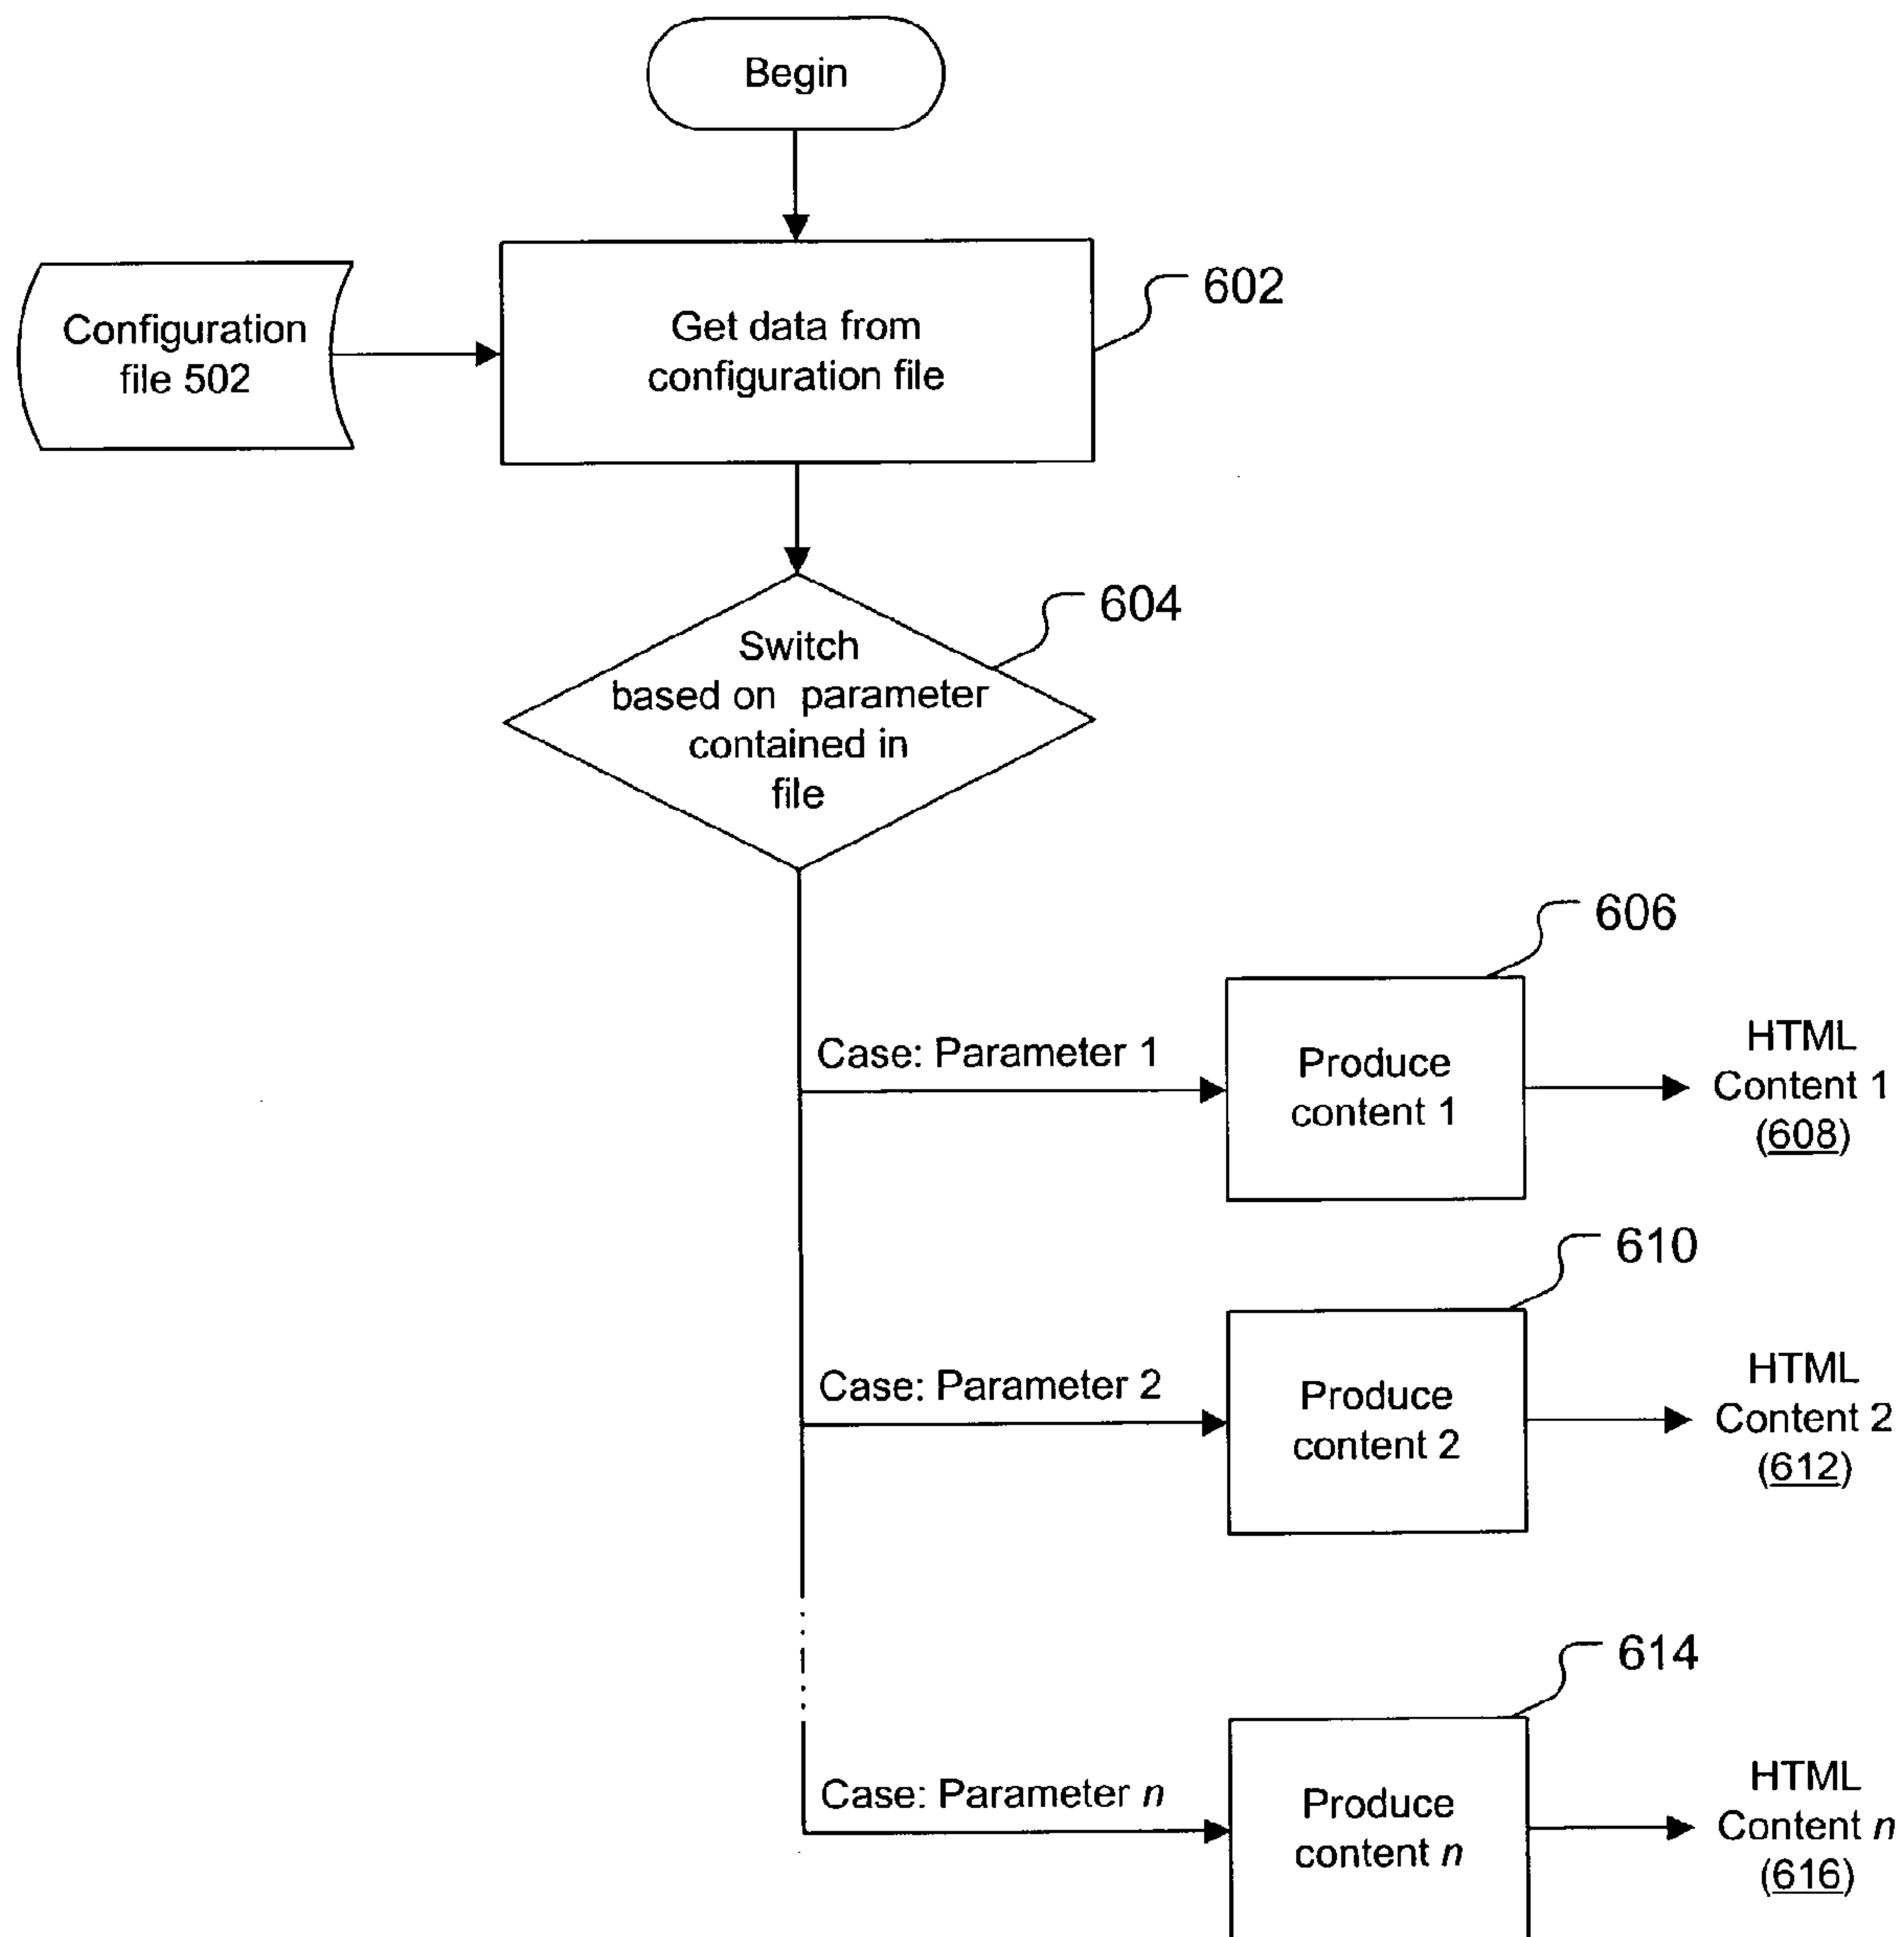 Begin
Configuration
file 502
Get data from
configuration file
602
Switch
based on parameter
contained in
file
604
606
Case: Parameter 1
Produce
content 1
HTML
Content 1
(608)
610
Case: Parameter 2
Produce
content 2
HTML
Content 2
(612)
614
Case: Parameter n
Produce
content n
HTML
Content n
(616)